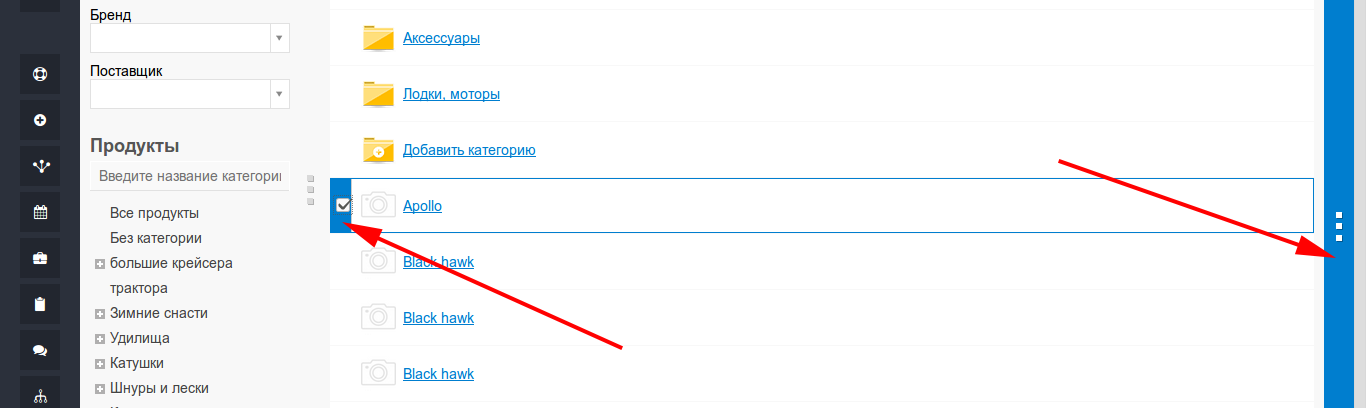 Бренд
Поставщик
Продукты
Введите название категори
Все продукты
Без категории
большие крейсера
трактора
Зимние снасти
Удилища
Катушки
Шнуры и лески
Аксессуары
Лодки, моторы
Добавить категорию
Apollo
Black hawk
Black hawk
Black hawk